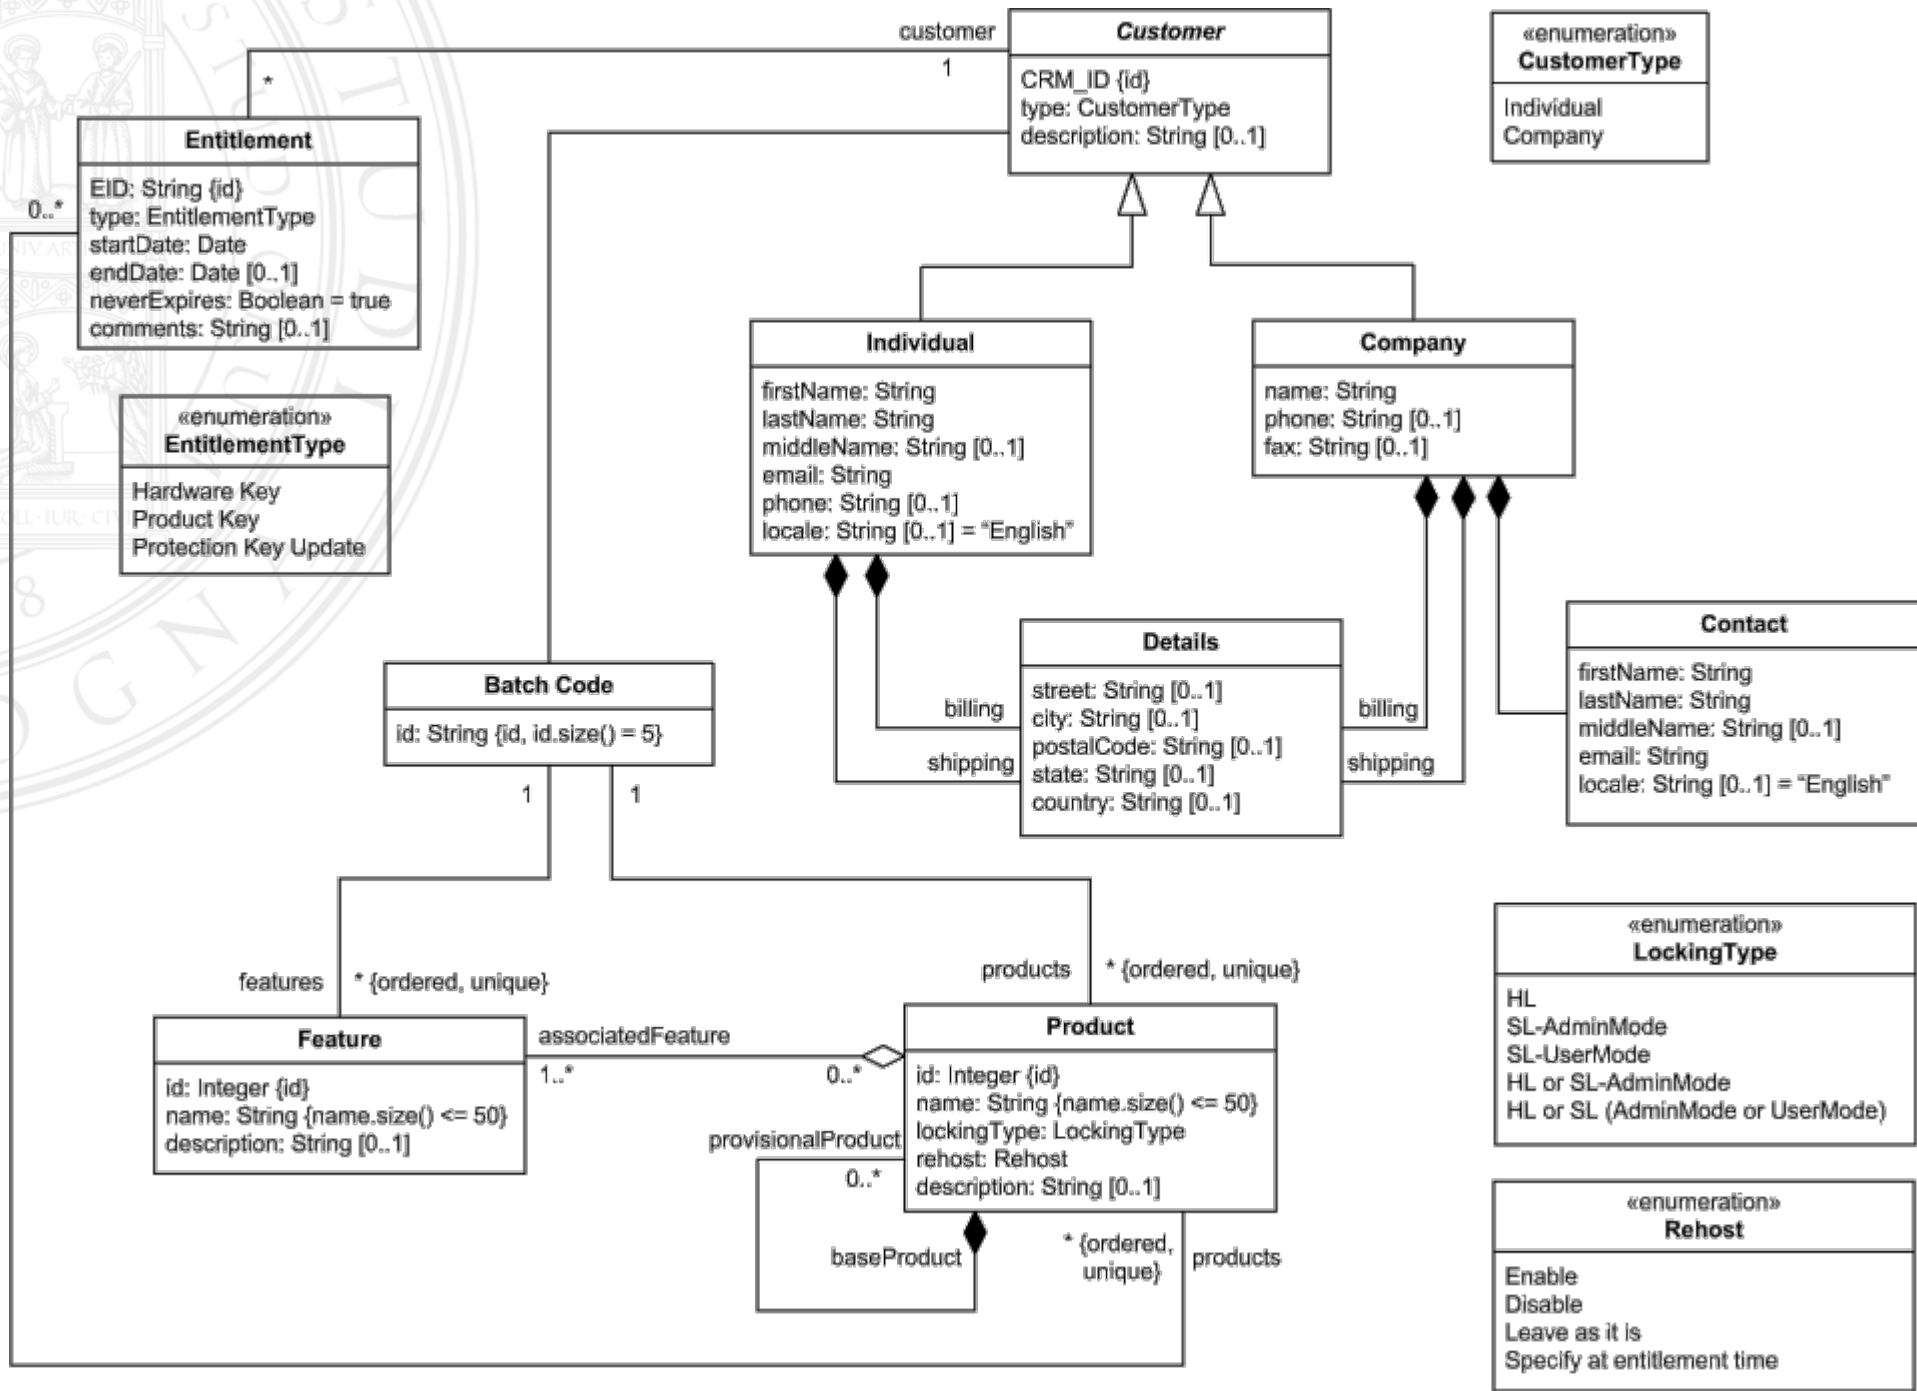 customer
1
*
Customer
CRM_ID {id}
type: CustomerType
description: String [0..1]
«enumeration»
CustomerType
Individual
Company
Entitlement
EID: String {id}
type: EntitlementType
startDate: Date
endDate: Date [0..1]
neverExpires: Boolean = true
comments: String [0..1]
0..*
«enumeration»
EntitlementType
Hardware Key
Product Key
Protection Key Update
Individual
firstName: String
lastName: String
middleName: String [0..1]
email: String
phone: String [0..1]
locale: String [0..1] = “English”
Company
name: String
phone: String [0..1]
fax: String [0..1]
Details
street: String [0..1]
city: String [0..1]
postalCode: String [0..1]
state: String [0..1]
country: String [0..1]
billing
shipping
billing
shipping
Contact
firstName: String
lastName: String
middleName: String [0..1]
email: String
locale: String [0..1] = “English”
Batch Code
id: String {id, id.size() = 5}
1
1
features
* {ordered, unique}
products
* {ordered, unique}
Feature
id: Integer {id}
name: String {name.size() <= 50}
description: String [0..1]
associatedFeature
1..*
0..*
Product
id: Integer {id}
name: String {name.size() <= 50}
lockingType: LockingType
rehost: Rehost
description: String [0..1]
provisionalProduct
0..*
baseProduct
* {ordered,
unique}
products
«enumeration»
LockingType
HL
SL-AdminMode
SL-UserMode
HL or SL-AdminMode
HL or SL (AdminMode or UserMode)
«enumeration»
Rehost
Enable
Disable
Leave as it is
Specify at entitlement time